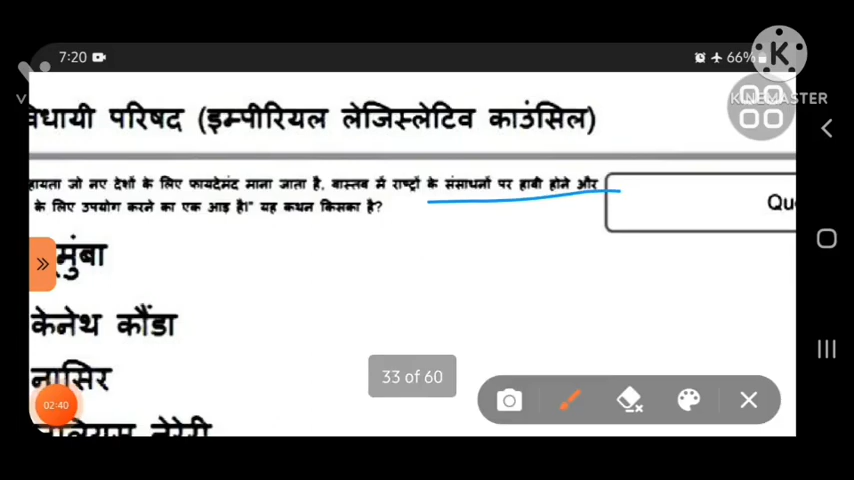 7:20
66%
K
KINEMASTER
विधायी परिषद (इम्पीरियल लेजिस्लेटिव काउंसिल)
हायता जो नए देशों के लिए फायदेमंद माना जाता है, वास्तव में राष्ट्रों के संसाधनों पर हावी होने और
के लिए उपयोग करने का एक आड़ है।" यह कथन किसका है?
Qu
मुंबा
केनेथ कौंडा
नासिर
33 of 60
02:40
नेरेरी